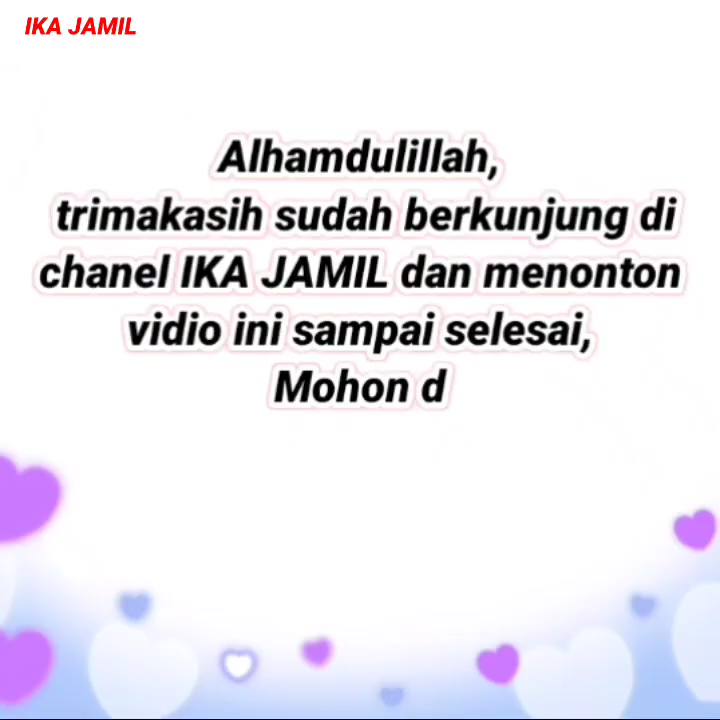 IKA JAMIL
Alhamdulillah,
trimakasih sudah berkunjung di
chanel IKA JAMIL dan menonton
vidio ini sampai selesai,
Mohon d